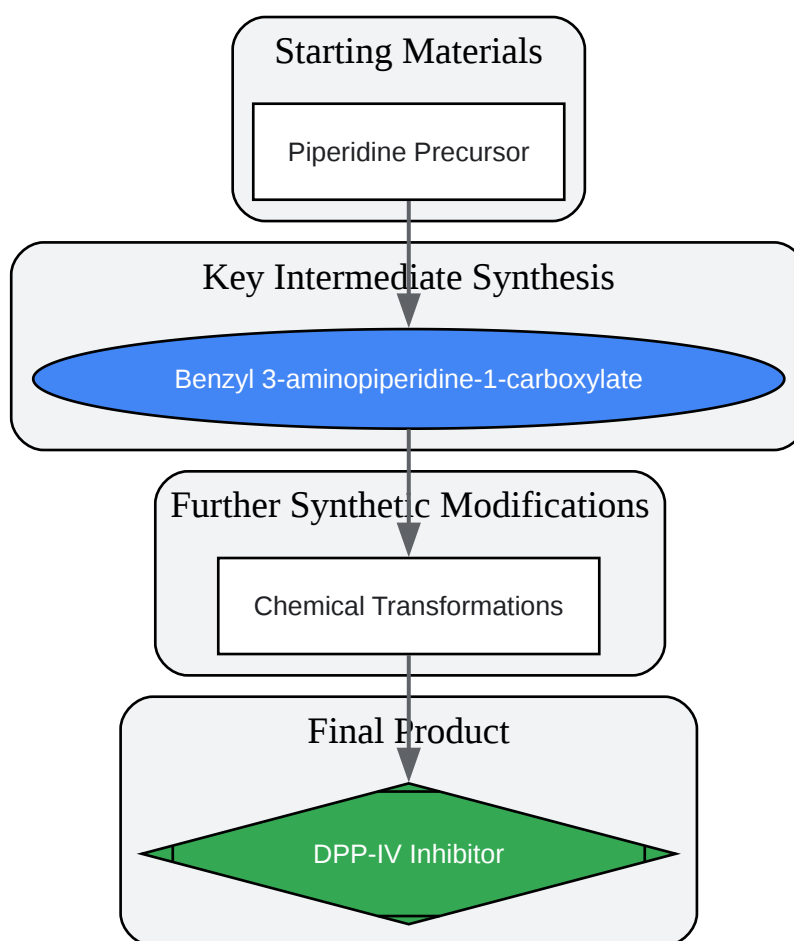 Starting Materials
Piperidine Precursor
Key Intermediate Synthesis
Benzyl 3-aminopiperidine-1-carboxylate
Further Synthetic Modifications
Chemical Transformations
Final Product
DPP-IV Inhibitor